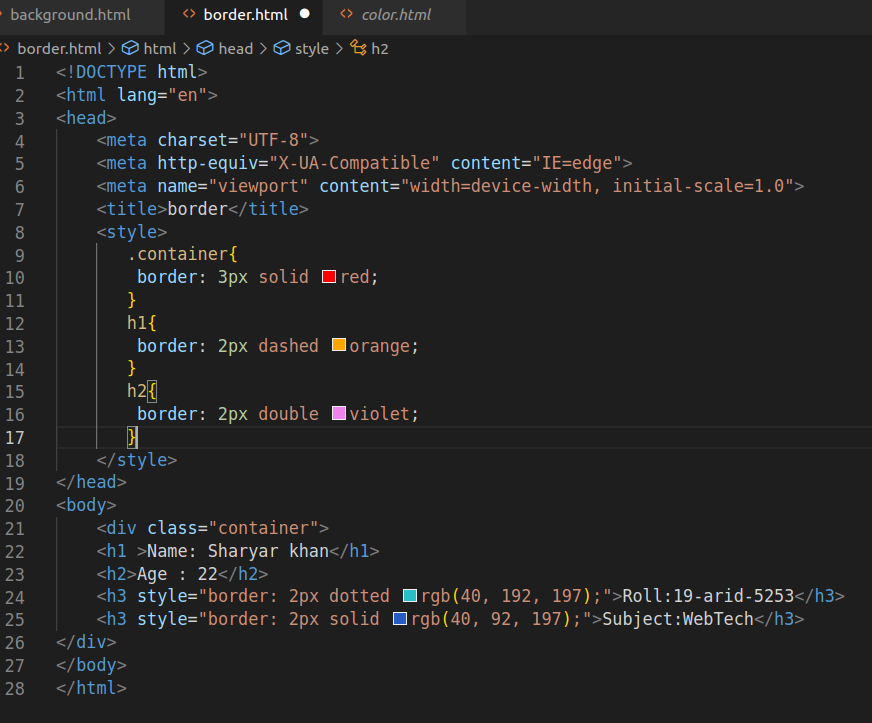 background.html border.html color.html
border.html > html > head > style > h2
1 <!DOCTYPE html>
2 <html lang="en">
3 <head>
4 <meta charset="UTF-8">
5 <meta http-equiv="X-UA-Compatible" content="IE=edge">
6 <meta name="viewport" content="width=device-width, initial-scale=1.0">
7 <title>border</title>
8 <style>
9 .container{
10 border: 3px solid red;
11 }
12 h1{
13 border: 2px dashed orange;
14 }
15 h2{
16 border: 2px double violet;
17 }
18 </style>
19 </head>
20 <body>
21 <div class="container">
22 <h1 >Name: Sharyar khan</h1>
23 <h2>Age : 22</h2>
24 <h3 style="border: 2px dotted rgb(40, 192, 197);">Roll:19-arid-5253</h3>
25 <h3 style="border: 2px solid rgb(40, 92, 197);">Subject:WebTech</h3>
26 </div>
27 </body>
28 </html>